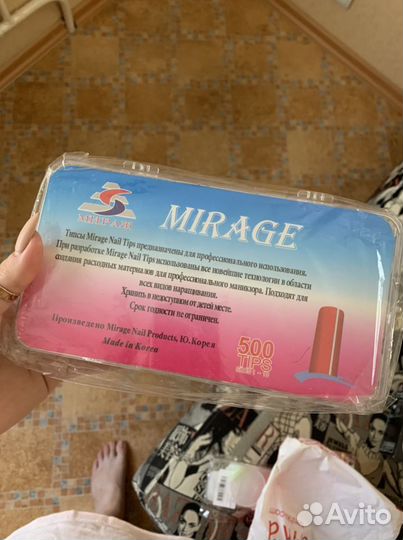 МИРАЖ
MIRAGE
Типсы Mirage Nail Tips предназначены для профессионального использования.
При разработке Mirage Nail Tips использованы все новейшие технологии в области
создания расходных материалов для профессионального маникюра. Подходят для
всех видов наращивания.
Хранить в недоступном от детей месте.
Срок годности не ограничен.
Произведено Mirage Nail Products, Ю.Корея
Made in Korea
500
TIPS
Avito